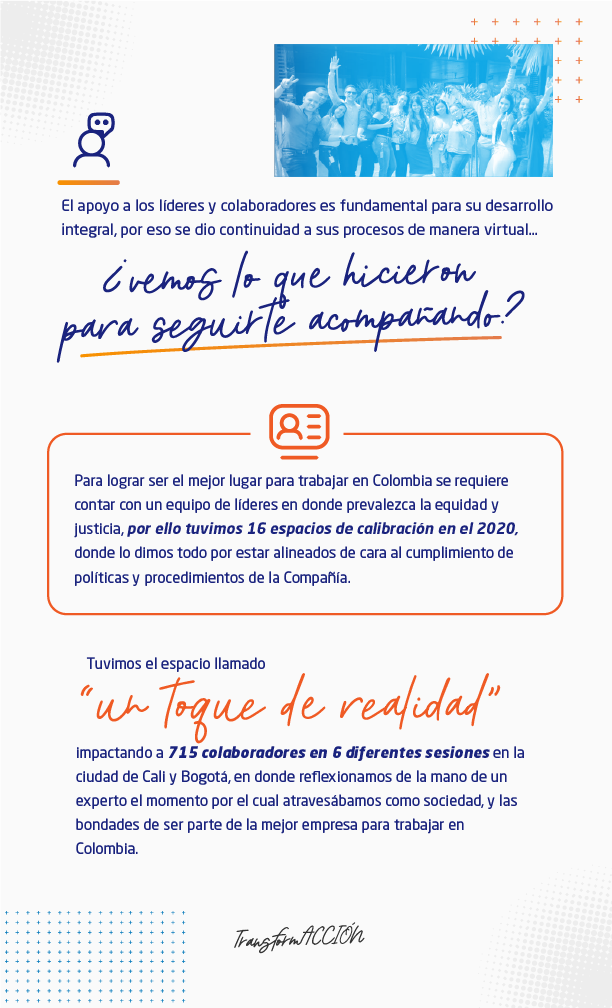 El apoyo a los líderes y colaboradores es fundamental para su desarrollo
integral, por eso se dio continuidad a sus procesos de manera virtual...
¿vemos lo que hicieron
para seguirte acompañando?
Para lograr ser el mejor lugar para trabajar en Colombia se requiere
contar con un equipo de líderes en donde prevalezca la equidad y
justicia, por ello tuvimos 16 espacios de calibración en el 2020,
donde lo dimos todo por estar alineados de cara al cumplimiento de
políticas y procedimientos de la Compañía.
Tuvimos el espacio llamado
“un toque de realidad”
impactando a 715 colaboradores en 6 diferentes sesiones en la
ciudad de Cali y Bogotá, en donde reflexionamos de la mano de un
experto el momento por el cual atravesábamos como sociedad, y las
bondades de ser parte de la mejor empresa para trabajar en
Colombia.
TransformACCIÓN